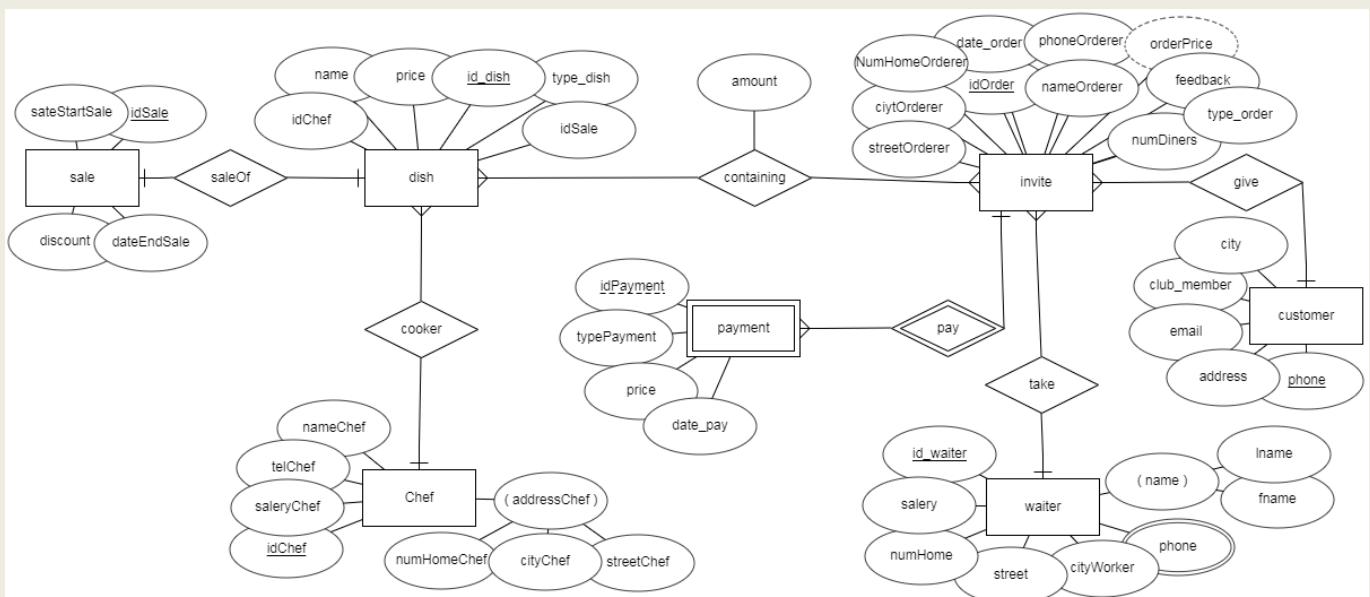 date_order
phoneOrderer
orderPrice
NumHomeOrderer
name
price
id_dish
type_dish
amount
idOrder
nameOrderer
feedback
sateStartSale
idSale
idChef
idSale
ciytOrderer
type_order
streetOrderer
numDiners
sale
saleOf
dish
containing
invite
give
discount
dateEndSale
city
idPayment
club_member
cooker
typePayment
payment
pay
email
customer
price
take
address
phone
date_pay
nameChef
id_waiter
lname
telChef
( name )
saleryChef
Chef
( addressChef )
salery
waiter
fname
idChef
numHomeChef
cityChef
streetChef
numHome
street
cityWorker
phone